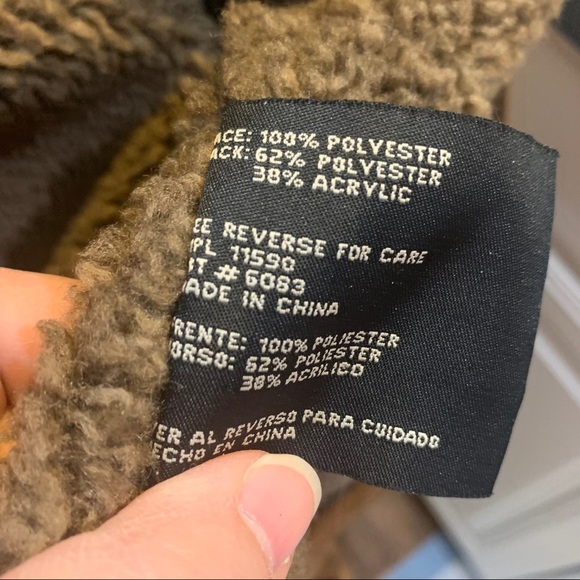 ACE: 100% POLYESTER
ACK: 62% POLYESTER
38% ACRYLIC
EE REVERSE FOR CARE
PL 11590
T # 6083
ADE IN CHINA
RENTE: 100% POLIESTER
ORSO: 62% POLIESTER
38% ACRILICO
ER AL REVERSO PARA CUIDADO
ECHO EN CHINA